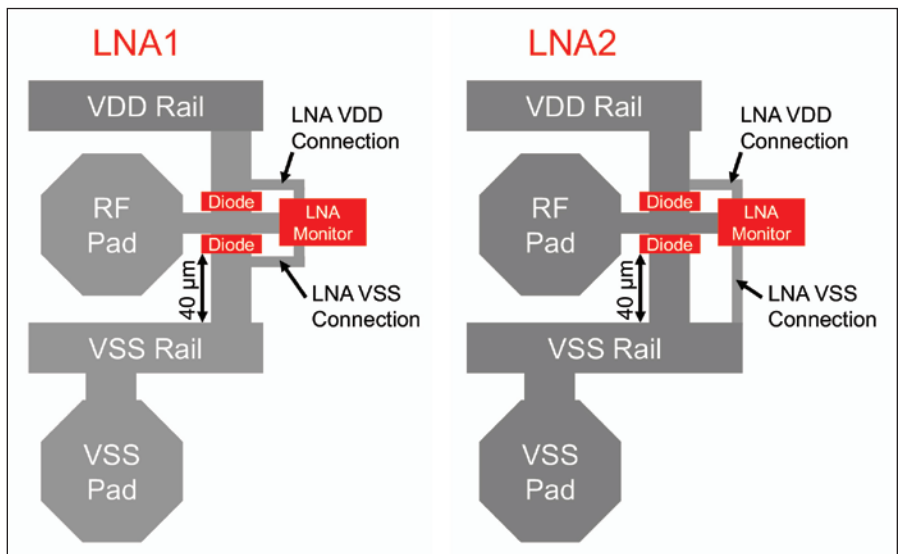 LNA1
VDD Rail
LNA VDD
Connection
RF
Pad
Diode
LNA
Monitor
Diode
40 µm
LNA VSS
Connection
VSS Rail
VSS
Pad
LNA2
VDD Rail
LNA VDD
Connection
RF
Pad
Diode
LNA
Monitor
Diode
40 µm
LNA VSS
Connection
VSS Rail
VSS
Pad